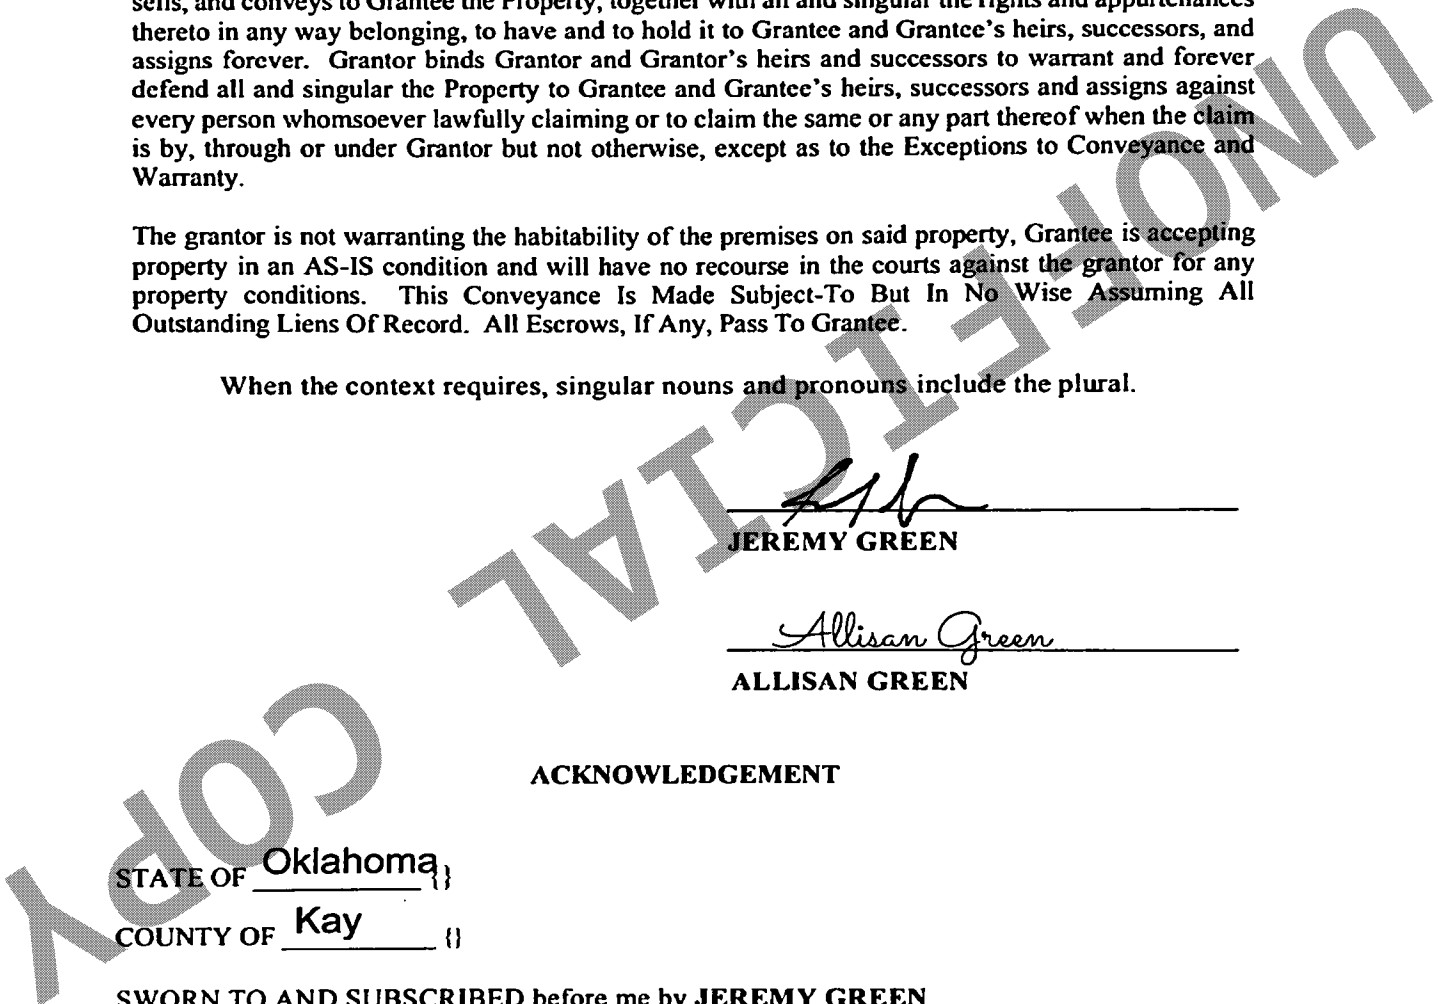 sells, and conveys to Grantee the Property, together with all and singular the rights and appurtenances
thereto in any way belonging, to have and to hold it to Grantee and Grantee's heirs, successors, and
assigns forever. Grantor binds Grantor and Grantor's heirs and successors to warrant and forever
defend all and singular the Property to Grantee and Grantee's heirs, successors and assigns against
every person whomsoever lawfully claiming or to claim the same or any part thereof when the claim
is by, through or under Grantor but not otherwise, except as to the Exceptions to Conveyance and
Warranty.
The grantor is not warranting the habitability of the premises on said property, Grantee is accepting
property in an AS-IS condition and will have no recourse in the courts against the grantor for any
property conditions. This Conveyance Is Made Subject-To But In No Wise Assuming All
Outstanding Liens Of Record. All Escrows, If Any, Pass To Grantee.
When the context requires, singular nouns and pronouns include the plural.
JEREMY GREEN
Allisan Green
ALLISAN GREEN
ACKNOWLEDGEMENT
STATE OF Oklahoma {}
COUNTY OF Kay {}
SWORN TO AND SUBSCRIBED before me by JEREMY GREEN
UNOFFICIAL COPY